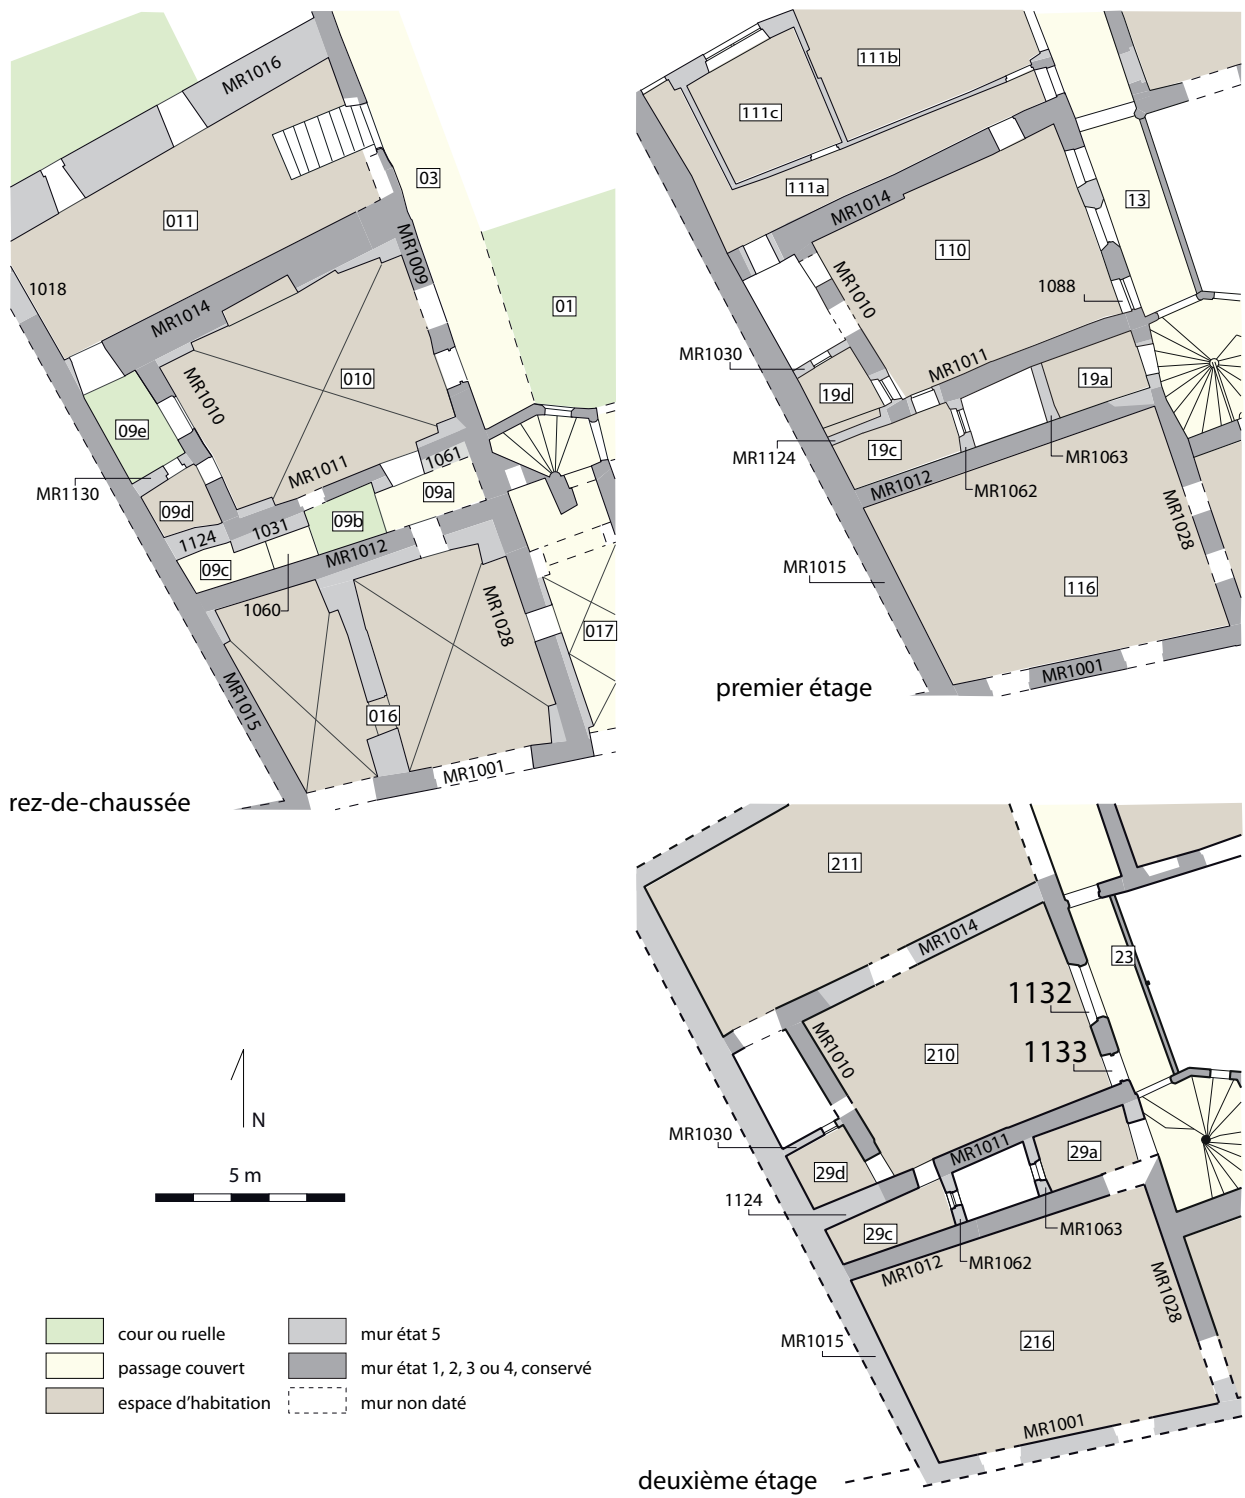 MR1016
03
011
MR1009
1018
01
MR1014
010
MR1010
09e
MR1011
1061
MR1130
09a
09d
1031
09b
1124
MR1012
09c
1060
MR1028
017
MR1015
016
MR1001
rez-de-chaussée
111b
111c
111a
13
MR1014
110
MR1010
1088
MR1030
MR1011
19a
19d
19c
MR1124
MR1063
MR1012
MR1062
MR1028
MR1015
116
MR1001
premier étage
211
MR1014
23
1132
MR1010
210
1133
MR1030
MR1011
29a
29d
1124
29c
MR1063
MR1012
MR1062
MR1028
MR1015
216
MR1001
deuxième étage
N
5 m
cour ou ruelle
passage couvert
espace d’habitation
mur état 5
mur état 1, 2, 3 ou 4, conservé
mur non daté